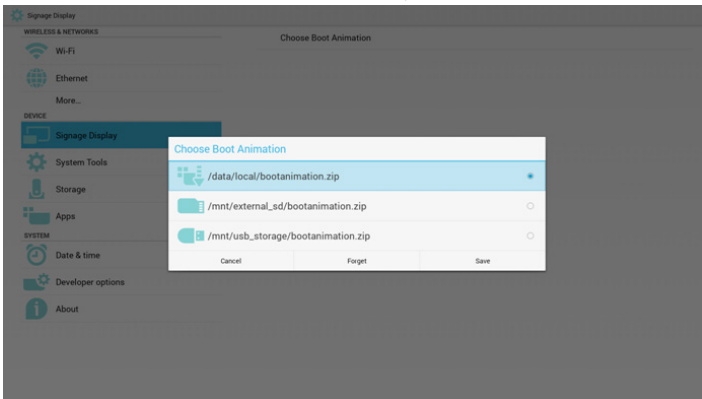 Signage Display
WIRELESS & NETWORKS
Choose Boot Animation
Wi-Fi
Ethernet
More...
DEVICE
Signage Display
System Tools
Storage
Apps
SYSTEM
Date & time
Developer options
About
Choose Boot Animation
/data/local/bootanimation.zip
/mnt/external_sd/bootanimation.zip
/mnt/usb_storage/bootanimation.zip
Cancel Forget Save